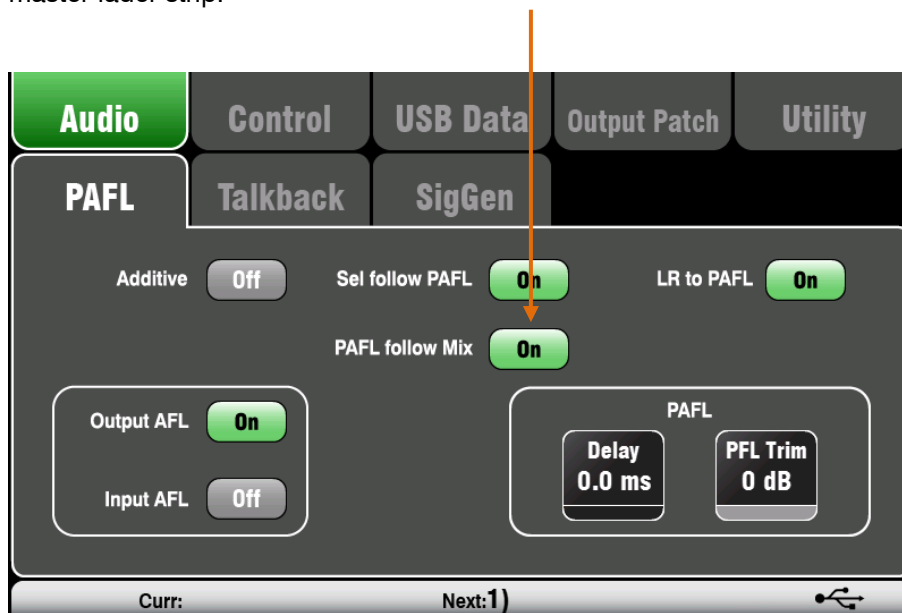 master fader strip.
Audio Control USB Data Output Patch Utility
PAFL Talkback SigGen
Additive Off Sel follow PAFL On LR to PAFL On
PAFL follow Mix On
Output AFL On
Input AFL Off
PAFL
Delay PFL Trim
0.0 ms 0 dB
Curr: Next:1)